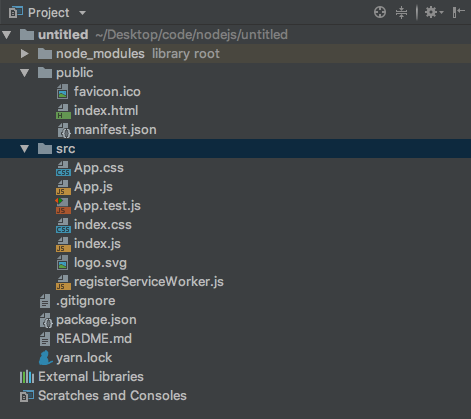 Project
untitled ~/Desktop/code/nodejs/untitled
node_modules library root
public
favicon.ico
index.html
manifest.json
src
App.css
App.js
App.test.js
index.css
index.js
logo.svg
registerServiceWorker.js
.gitignore
package.json
README.md
yarn.lock
External Libraries
Scratches and Consoles